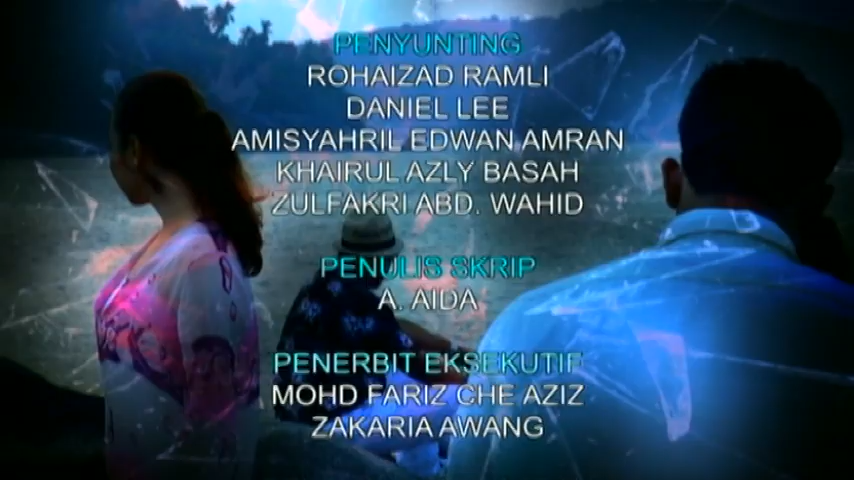 PENYUNTING
ROHAIZAD RAMLI
DANIEL LEE
AMISYAHRIL EDWAN AMRAN
KHAIRUL AZLY BASAH
ZULFAKRI ABD. WAHID
PENULIS SKRIP
A. AIDA
PENERBIT EKSEKUTIF
MOHD FARIZ CHE AZIZ
ZAKARIA AWANG